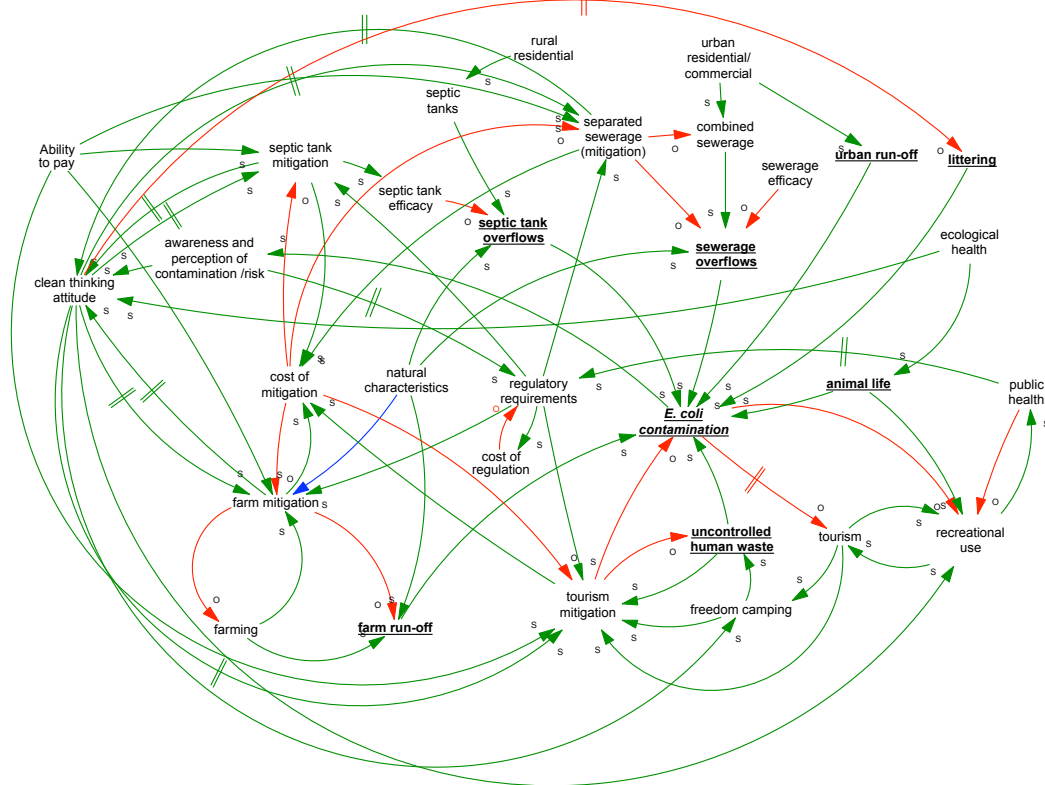 rural
residential
urban
residential/
commercial
septic
tanks
separated
sewerage
(mitigation)
combined
sewerage
Ability
to pay
septic tank
mitigation
urban run-off
littering
sewerage
efficacy
septic tank
efficacy
septic tank
overflows
awareness and
perception of
contamination /risk
sewerage
overflows
ecological
health
clean thinking
attitude
cost of
mitigation
natural
characteristics
regulatory
requirements
animal life
public
health
E. coli
contamination
cost of
regulation
farm mitigation
uncontrolled
human waste
tourism
recreational
use
tourism
mitigation
freedom camping
farming
farm run-off